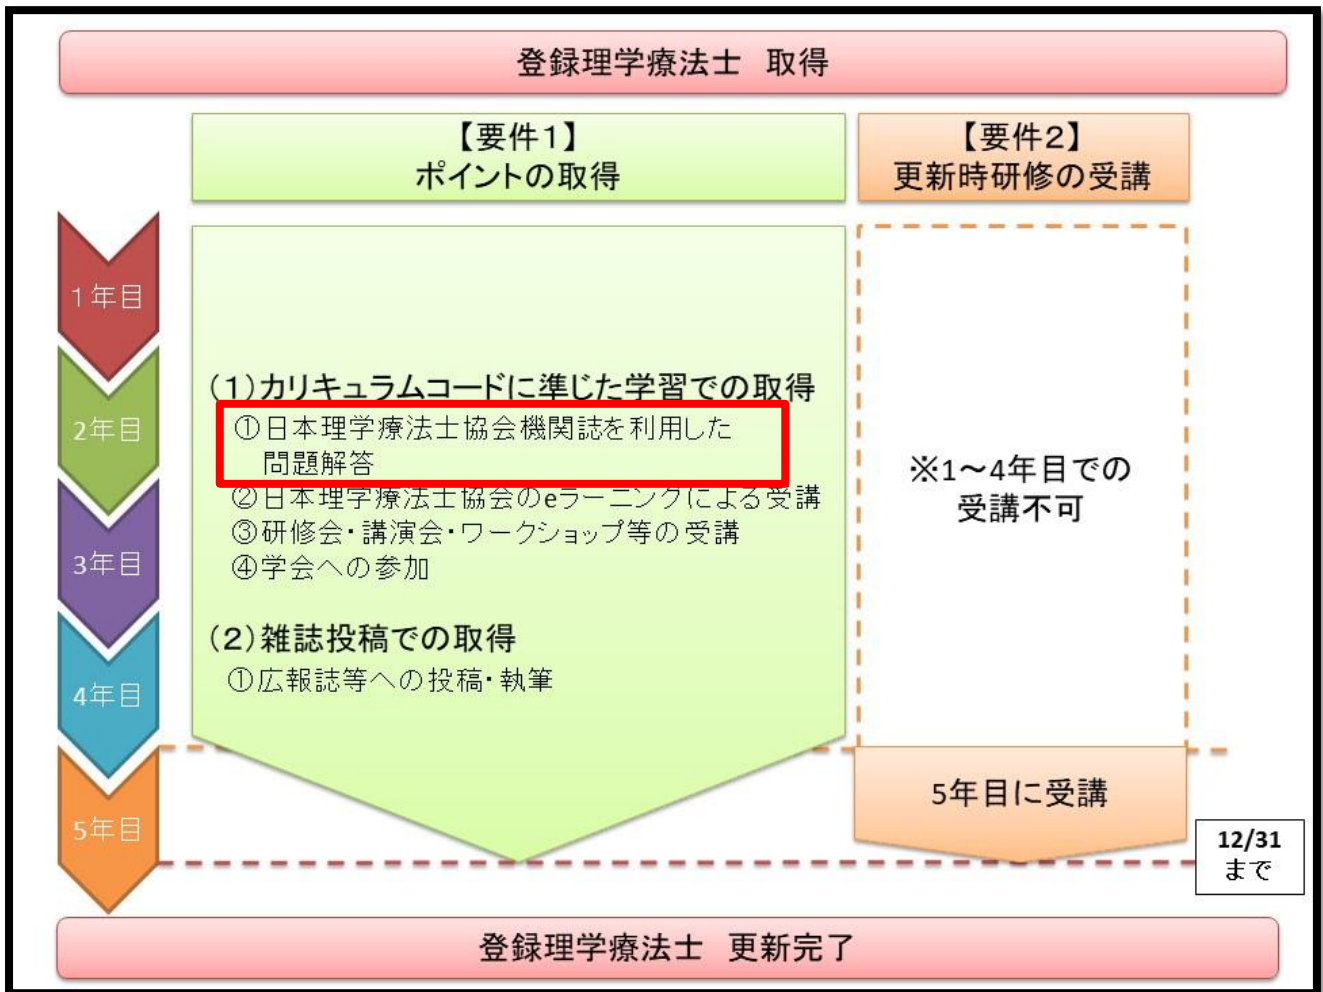 登録理学療法士 取得
【要件1】
ポイントの取得
【要件2】
更新時研修の受講
1年目
2年目
3年目
4年目
5年目
(1)カリキュラムコードに準じた学習での取得
①日本理学療法士協会機関誌を利用した
問題解答
②日本理学療法士協会のeラーニングによる受講
③研修会・講演会・ワークショップ等の受講
④学会への参加
(2)雑誌投稿での取得
①広報誌等への投稿・執筆
※1～4年目での
受講不可
5年目に受講
12/31
まで
登録理学療法士 更新完了